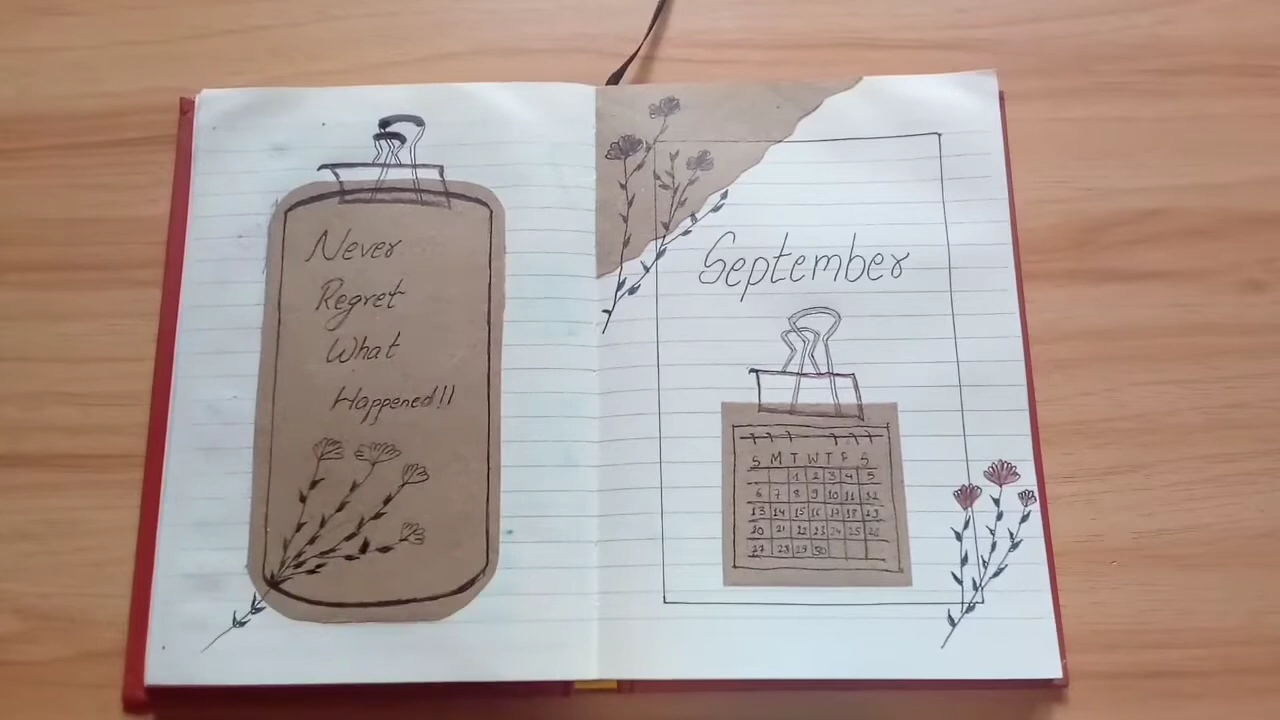 Never
Regret
What
Happened!!
September
S M T W T F S
1 2 3 4 5
6 7 8 9 10 11 12
13 14 15 16 17 18 19
20 21 22 23 24 25 26
27 28 29 30